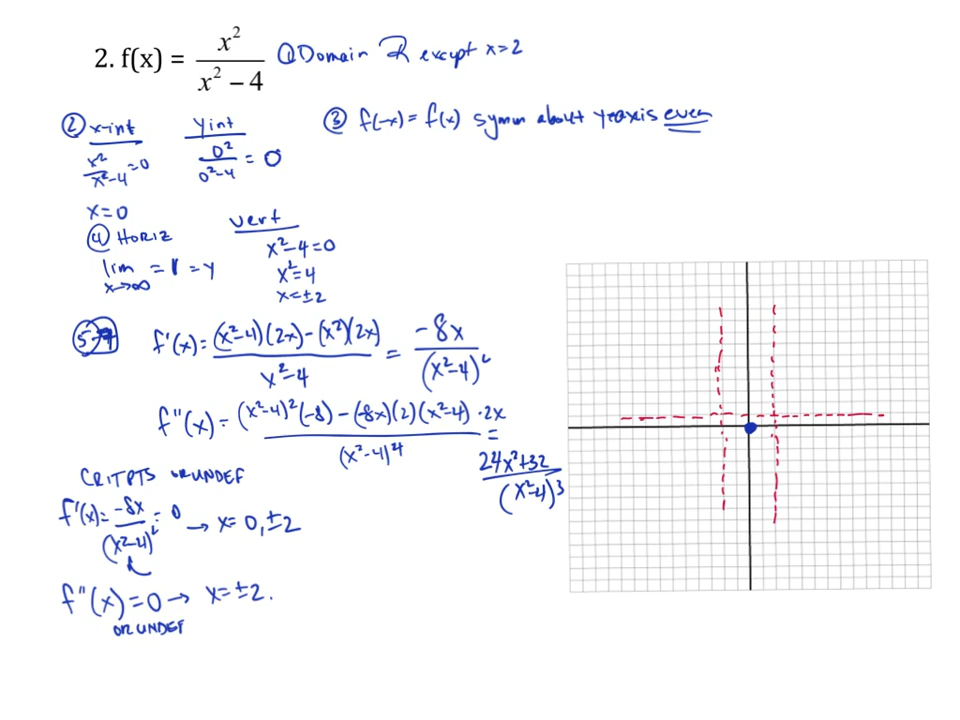 2. f(x) = x² / (x² − 4) ① Domain ℝ except x=2
② x-int y int ③ f(-x) = f(x) symm about y-axis even
x²/(x²-4) = 0 0²/(0²-4) = 0
x=0
④ HORIZ vert
lim x→∞ = 1 = y x²-4=0
x²=4
x=±2
f'(x) = ((x²-4)(2x) - (x²)(2x)) / (x²-4) = -8x / (x²-4)²
f''(x) = ((x²-4)²(-8) - (-8x)(2)(x²-4)·2x) / (x²-4)⁴ =
(24x²+32) / (x²-4)³
CRIT PTS or UNDEF
f'(x) = -8x / (x²-4)² = 0 → x = 0, ±2
f''(x) = 0 → x = ±2.
OR UNDEF